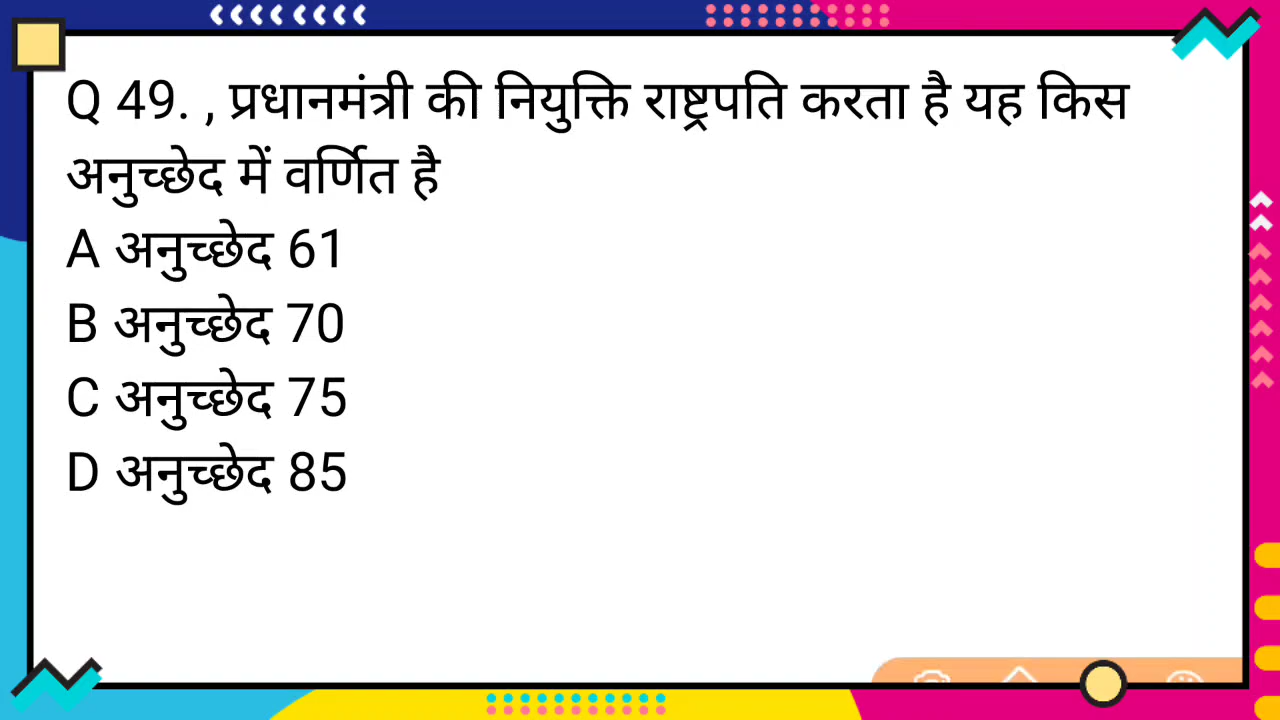 Q 49. , प्रधानमंत्री की नियुक्ति राष्ट्रपति करता है यह किस
अनुच्छेद में वर्णित है
A अनुच्छेद 61
B अनुच्छेद 70
C अनुच्छेद 75
D अनुच्छेद 85